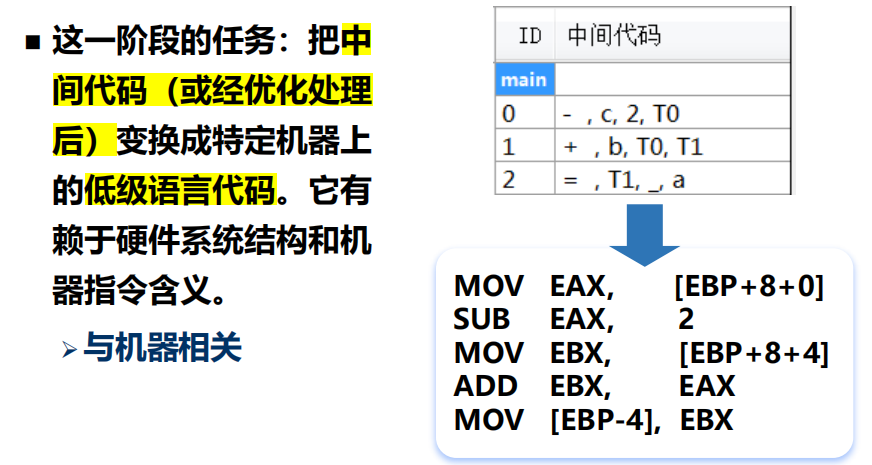 ■ 这一阶段的任务：把中
间代码（或经优化处理
后）变换成特定机器上
的低级语言代码。它有
赖于硬件系统结构和机
器指令含义。
➢ 与机器相关
ID 中间代码
main
0 - , c, 2, T0
1 + , b, T0, T1
2 = , T1, _, a
MOV EAX, [EBP+8+0]
SUB EAX, 2
MOV EBX, [EBP+8+4]
ADD EBX, EAX
MOV [EBP-4], EBX